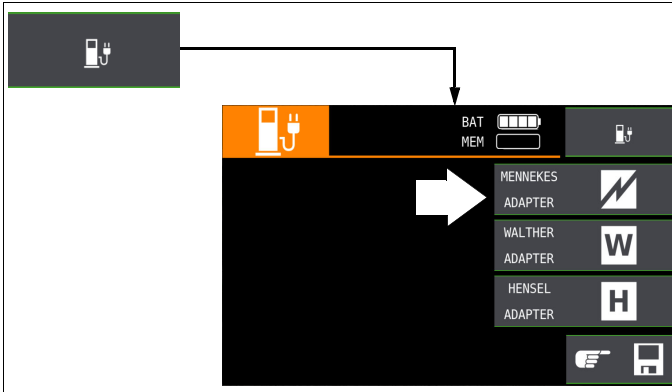 BAT
MEM
MENNEKES
ADAPTER
WALTHER
ADAPTER
W
HENSEL
ADAPTER
H